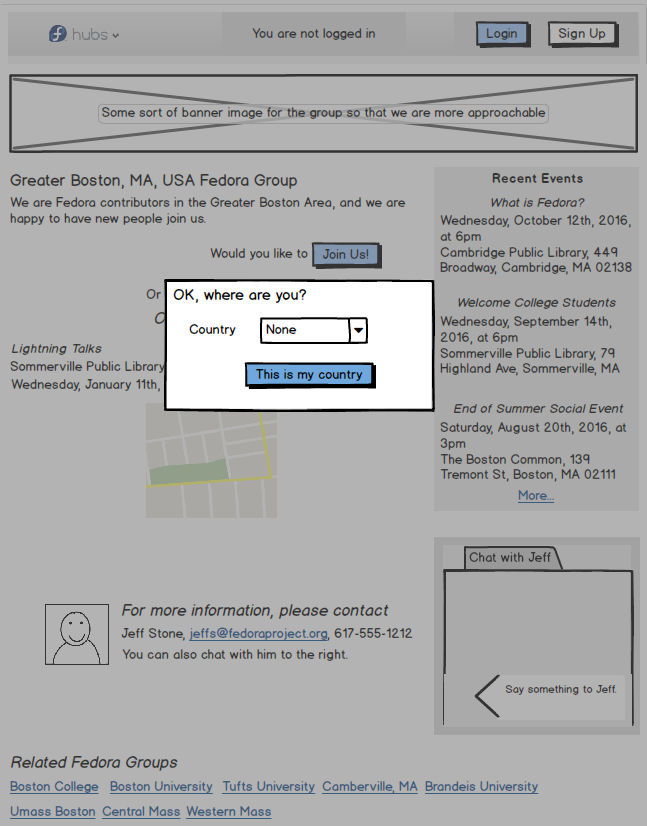 hubs
You are not logged in
Login
Sign Up
Some sort of banner image for the group so that we are more approachable
Greater Boston, MA, USA Fedora Group
We are Fedora contributors in the Greater Boston Area, and we are
happy to have new people join us.
Would you like to
Join Us!
Or
OK, where are you?
Country
None
This is my country
Lightning Talks
Sommerville Public Library
Wednesday, January 11th,
Recent Events
What is Fedora?
Wednesday, October 12th, 2016,
at 6pm
Cambridge Public Library, 449
Broadway, Cambridge, MA 02138
Welcome College Students
Wednesday, September 14th,
2016, at 6pm
Sommerville Public Library, 79
Highland Ave, Sommerville, MA
End of Summer Social Event
Saturday, August 20th, 2016, at
3pm
The Boston Common, 139
Tremont St, Boston, MA 02111
More...
Chat with Jeff
Say something to Jeff.
For more information, please contact
Jeff Stone, jeffs@fedoraproject.org, 617-555-1212
You can also chat with him to the right.
Related Fedora Groups
Boston College Boston University Tufts University Camberville, MA Brandeis University
Umass Boston Central Mass Western Mass